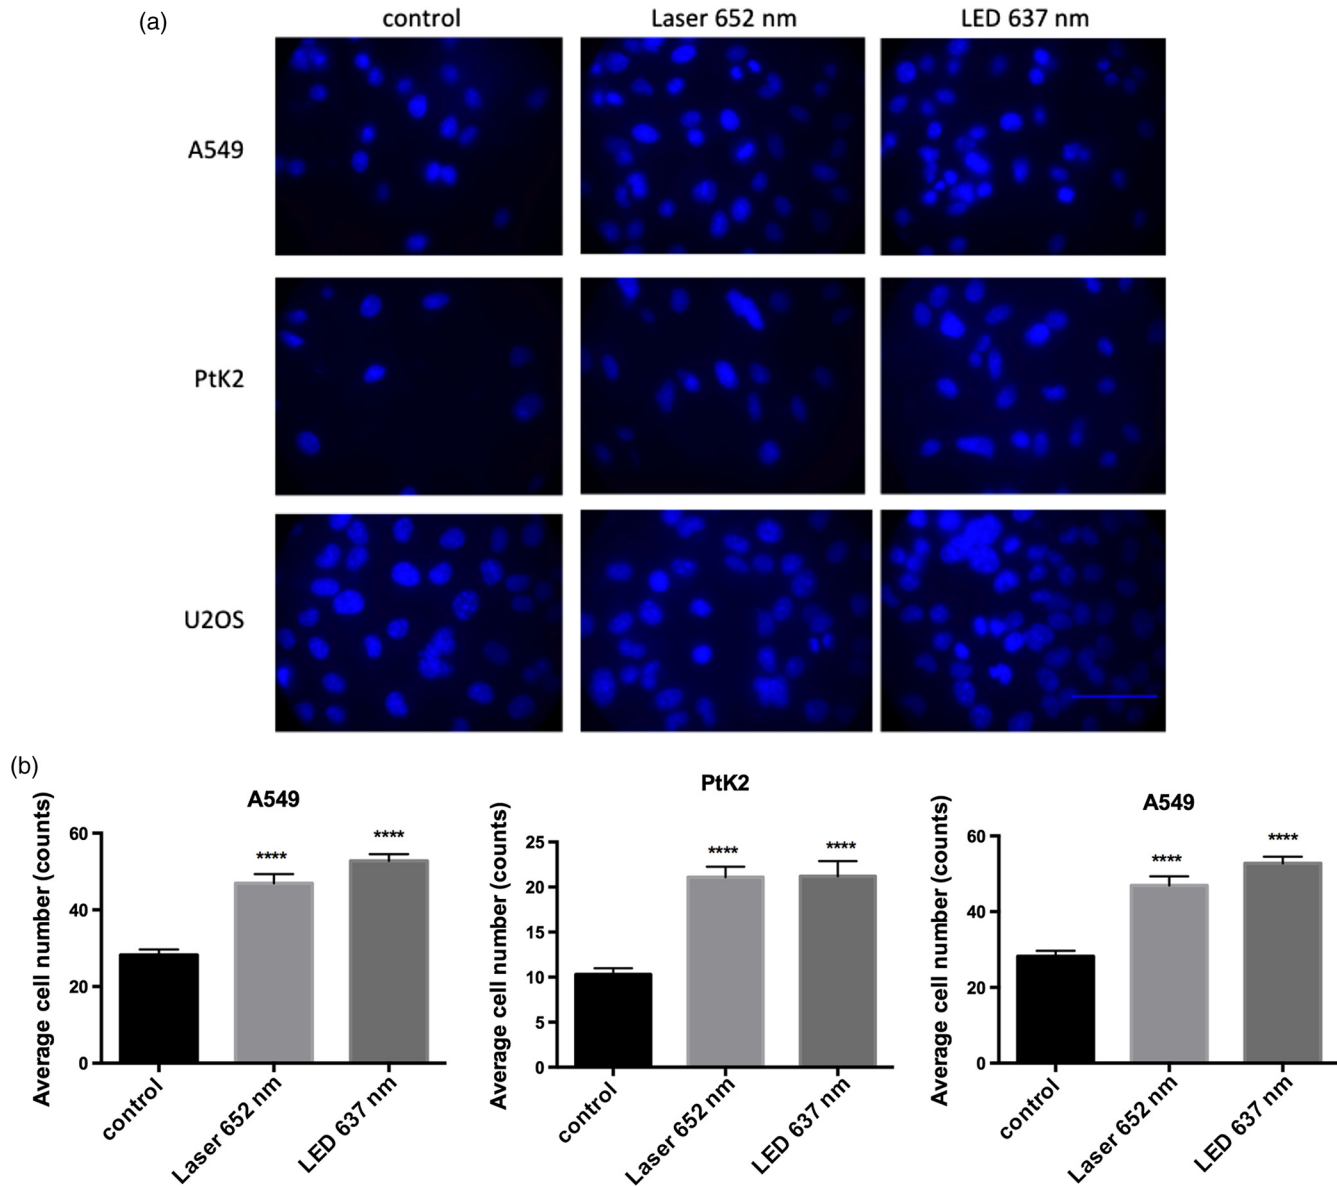 (a)
control
Laser 652 nm
LED 637 nm
A549
PtK2
U2OS
(b)
A549
Average cell number (counts)
60
40
20
0
****
****
control
Laser 652 nm
LED 637 nm
PtK2
Average cell number (counts)
25
20
15
10
5
0
****
****
control
Laser 652 nm
LED 637 nm
A549
Average cell number (counts)
60
40
20
0
****
****
control
Laser 652 nm
LED 637 nm